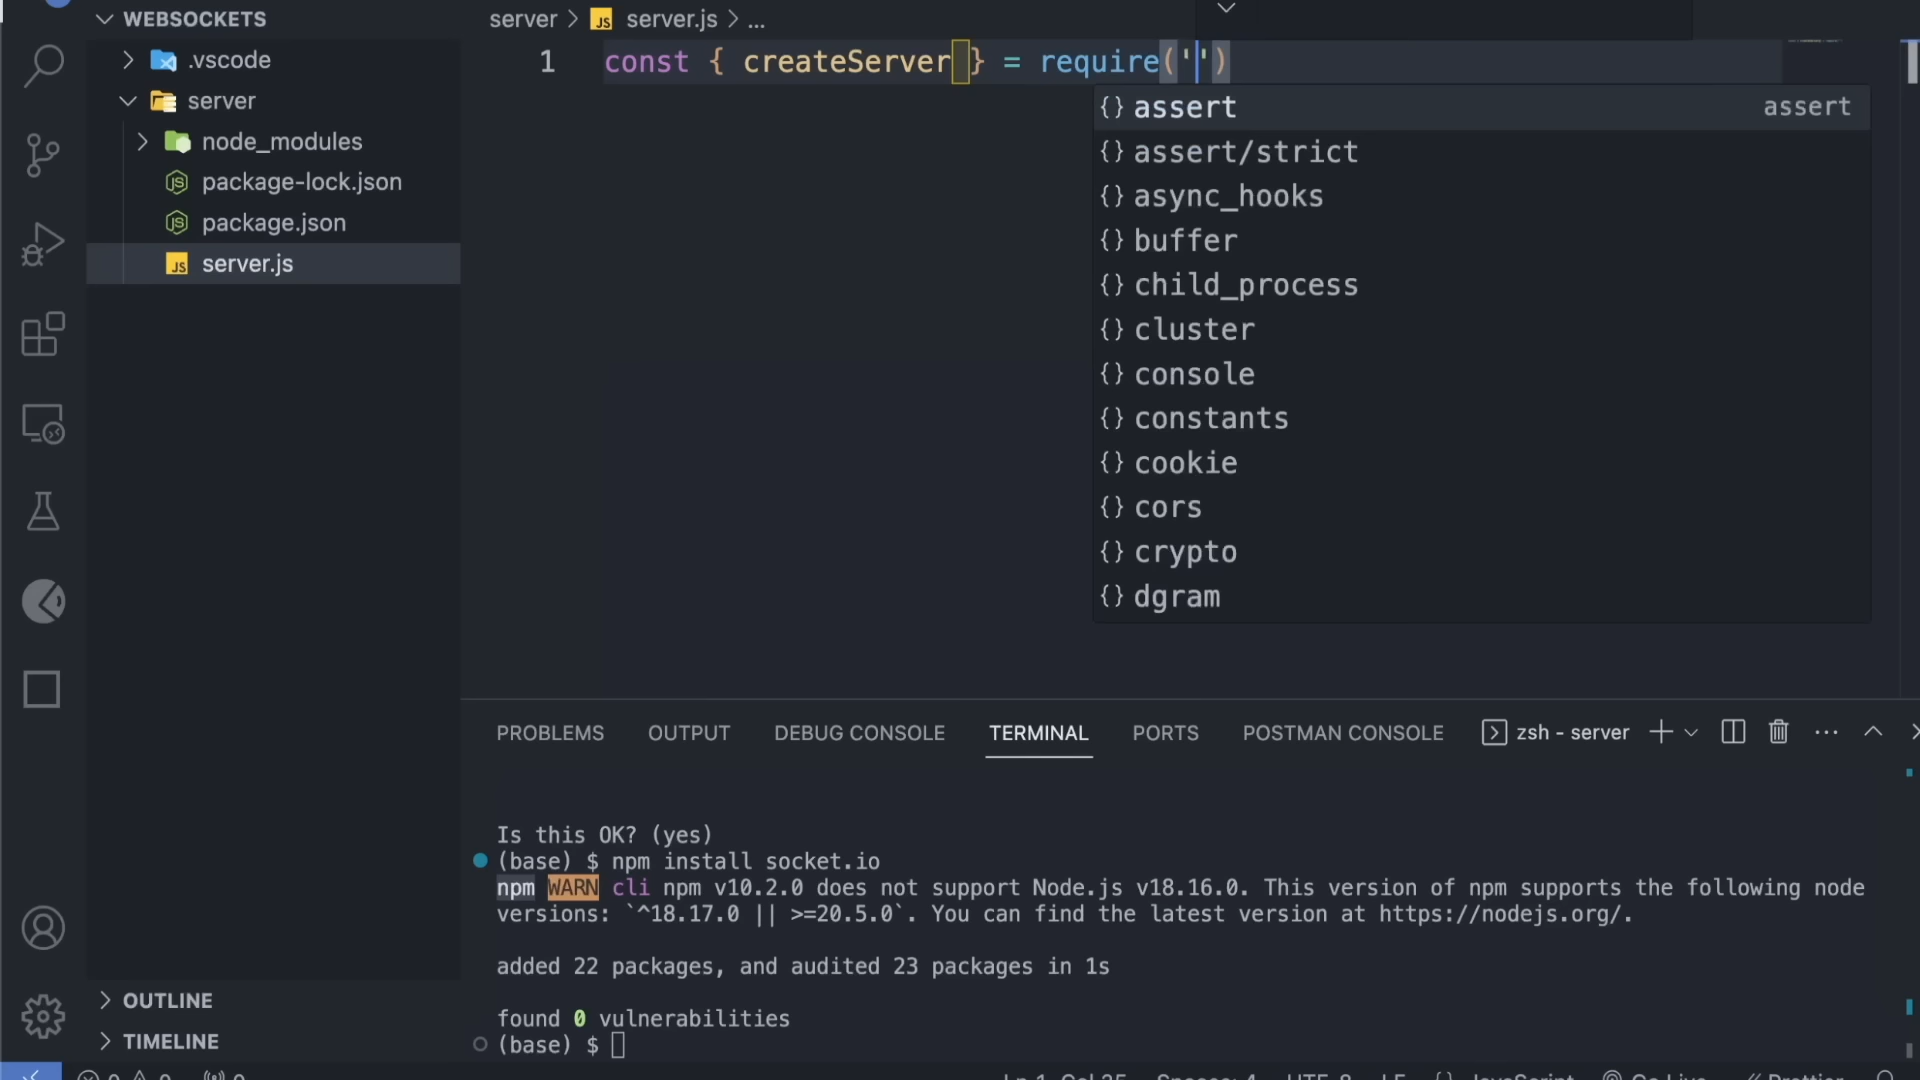 WEBSOCKETS
.vscode
server
node_modules
package-lock.json
package.json
JS server.js
OUTLINE
TIMELINE
server > JS server.js > ...
1 const { createServer } = require('')
{} assert assert
{} assert/strict
{} async_hooks
{} buffer
{} child_process
{} cluster
{} console
{} constants
{} cookie
{} cors
{} crypto
{} dgram
PROBLEMS OUTPUT DEBUG CONSOLE TERMINAL PORTS POSTMAN CONSOLE zsh - server
Is this OK? (yes)
(base) $ npm install socket.io
npm WARN cli npm v10.2.0 does not support Node.js v18.16.0. This version of npm supports the following node
versions: `^18.17.0 || >=20.5.0`. You can find the latest version at https://nodejs.org/.
added 22 packages, and audited 23 packages in 1s
found 0 vulnerabilities
(base) $